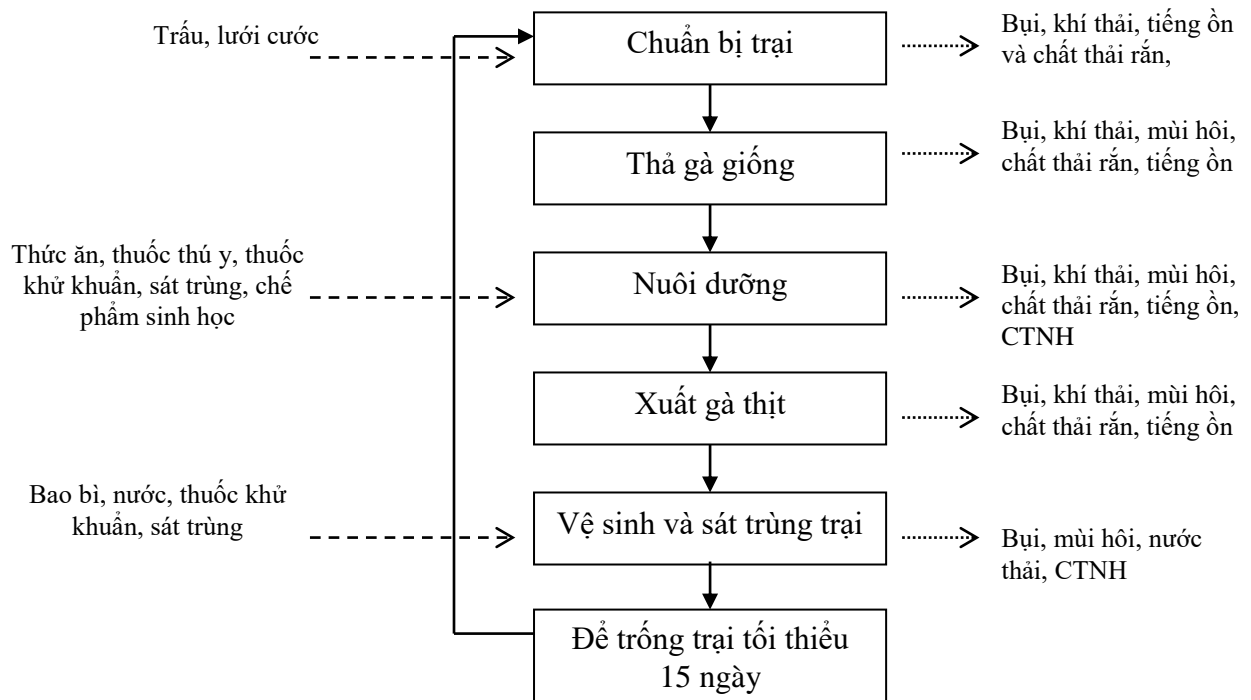 Trấu, lưới cước
Chuẩn bị trại
Bụi, khí thải, tiếng ồn
và chất thải rắn,
Thả gà giống
Bụi, khí thải, mùi hôi,
chất thải rắn, tiếng ồn
Thức ăn, thuốc thú y, thuốc
khử khuẩn, sát trùng, chế
phẩm sinh học
Nuôi dưỡng
Bụi, khí thải, mùi hôi,
chất thải rắn, tiếng ồn,
CTNH
Xuất gà thịt
Bụi, khí thải, mùi hôi,
chất thải rắn, tiếng ồn
Bao bì, nước, thuốc khử
khuẩn, sát trùng
Vệ sinh và sát trùng trại
Bụi, mùi hôi, nước
thải, CTNH
Để trống trại tối thiểu
15 ngày